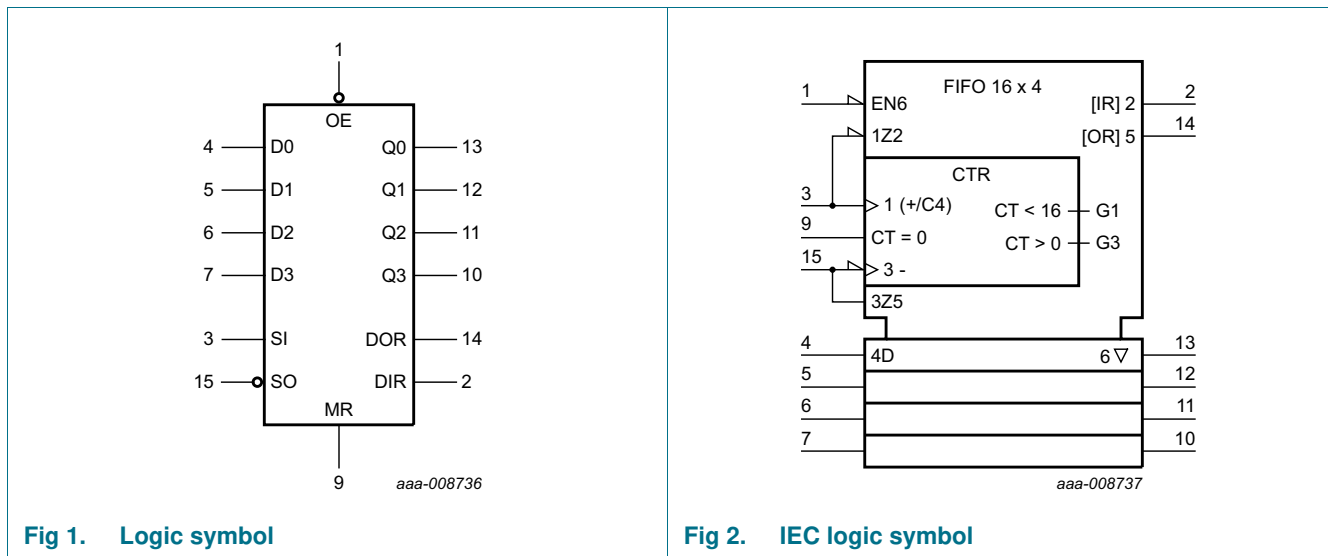 1
OE
4 D0 Q0 13
5 D1 Q1 12
6 D2 Q2 11
7 D3 Q3 10
3 SI DOR 14
15 SO DIR 2
MR
9 aaa-008736
Fig 1. Logic symbol
FIFO 16 x 4
1 EN6 [IR] 2 2
1Z2 [OR] 5 14
CTR
3 1 (+/C4) CT < 16 G1
9 CT = 0 CT > 0 G3
15 3 -
3Z5
4 4D 6 ▽ 13
5 12
6 11
7 10
aaa-008737
Fig 2. IEC logic symbol